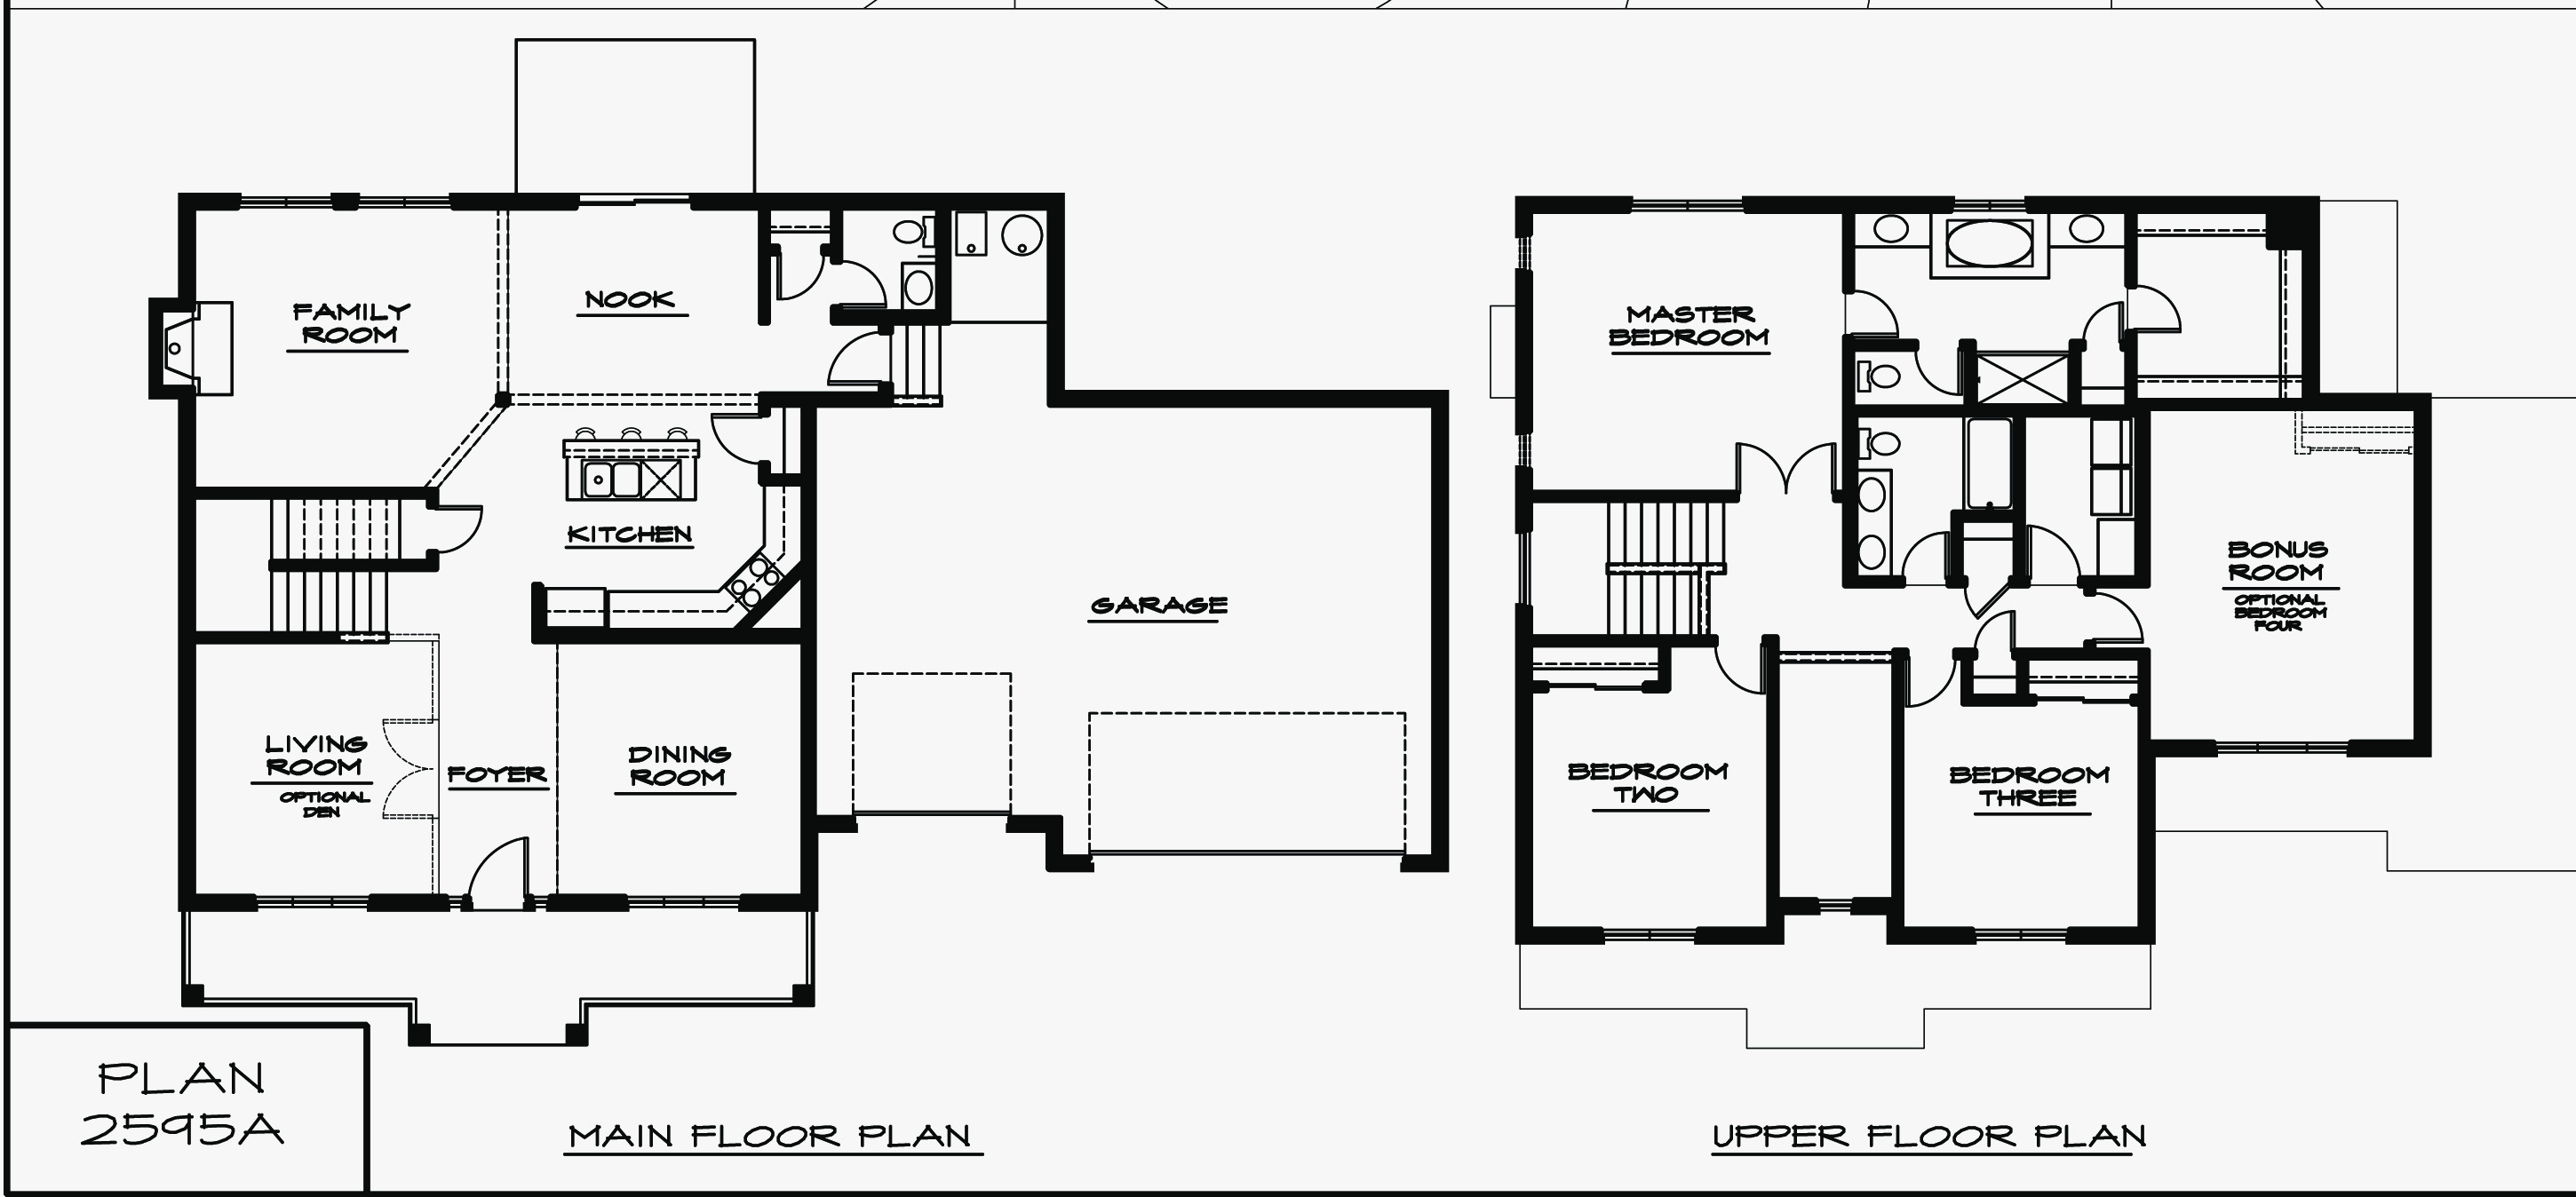 FAMILY
ROOM
NOOK
KITCHEN
GARAGE
LIVING
ROOM
OPTIONAL
DEN
FOYER
DINING
ROOM
MASTER
BEDROOM
BONUS
ROOM
OPTIONAL
BEDROOM
FOUR
BEDROOM
TWO
BEDROOM
THREE
PLAN
2595A
MAIN FLOOR PLAN
UPPER FLOOR PLAN